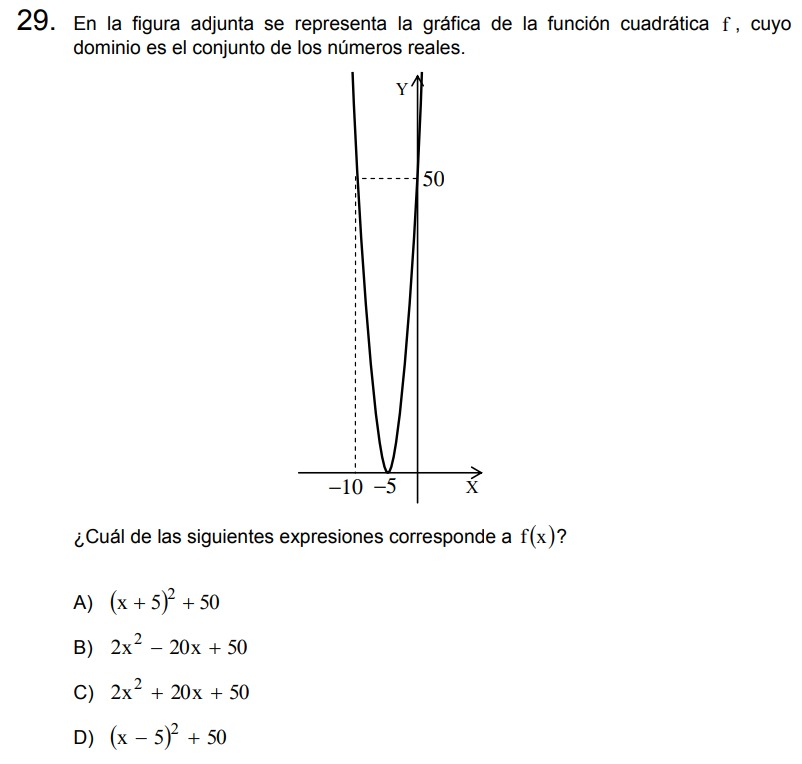 29. En la figura adjunta se representa la gráfica de la función cuadrática f , cuyo
dominio es el conjunto de los números reales.
Y
50
−10 −5
X
¿Cuál de las siguientes expresiones corresponde a f(x)?
A) (x + 5)² + 50
B) 2x² − 20x + 50
C) 2x² + 20x + 50
D) (x − 5)² + 50